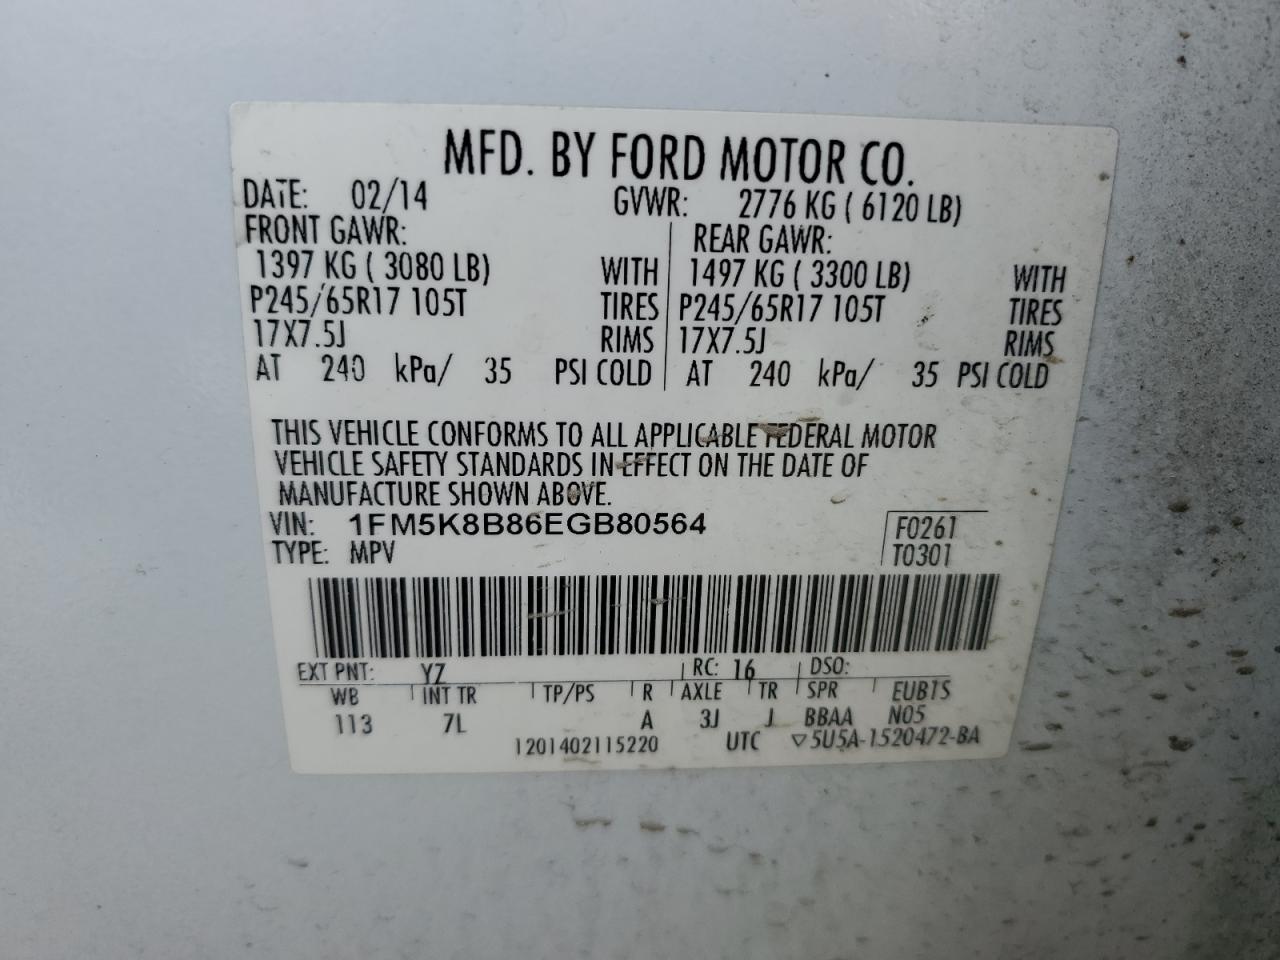 MFD. BY FORD MOTOR CO.
DATE: 02/14 GVWR: 2776 KG ( 6120 LB)
FRONT GAWR: REAR GAWR:
1397 KG ( 3080 LB) WITH 1497 KG ( 3300 LB) WITH
P245/65R17 105T TIRES P245/65R17 105T TIRES
17X7.5J RIMS 17X7.5J RIMS
AT 240 kPa/ 35 PSI COLD AT 240 kPa/ 35 PSI COLD
THIS VEHICLE CONFORMS TO ALL APPLICABLE FEDERAL MOTOR
VEHICLE SAFETY STANDARDS IN EFFECT ON THE DATE OF
MANUFACTURE SHOWN ABOVE.
VIN: 1FM5K8B86EGB80564 F0261
TYPE: MPV T0301
EXT PNT: YZ RC: 16 DSO:
WB INT TR TP/PS R AXLE TR SPR EUBTS
113 7L A 3J J BBAA N05
1201402115220 UTC ▽5U5A-1520472-BA